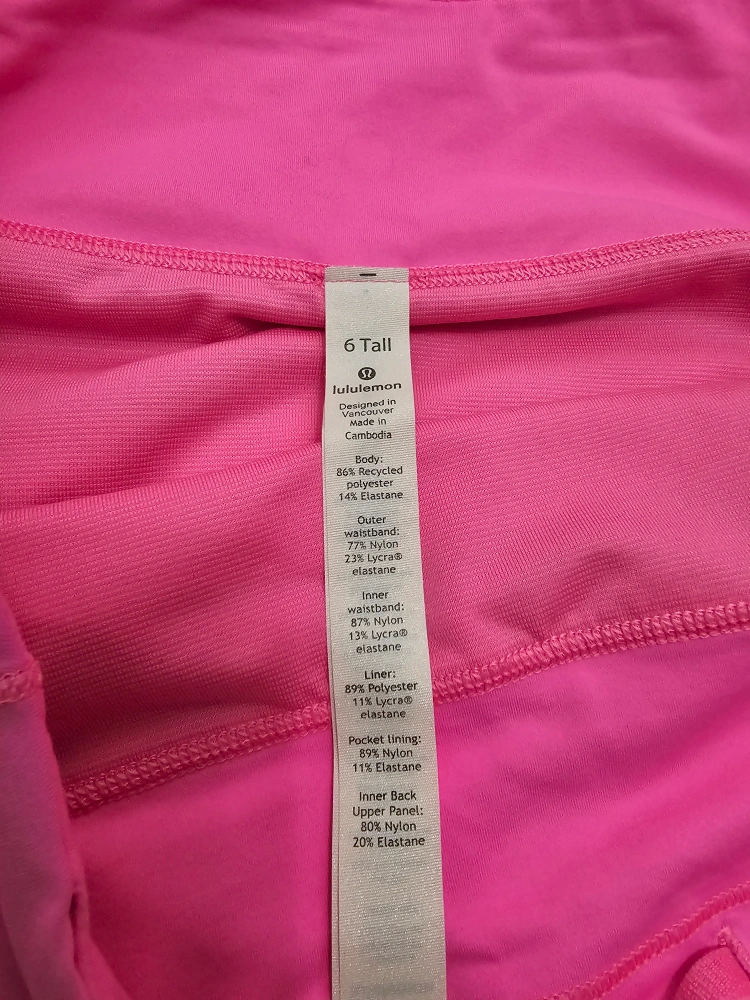 6 Tall
lululemon
Designed in
Vancouver
Made in
Cambodia
Body:
86% Recycled
polyester
14% Elastane
Outer
waistband:
77% Nylon
23% Lycra®
elastane
Inner
waistband:
87% Nylon
13% Lycra®
elastane
Liner:
89% Polyester
11% Lycra®
elastane
Pocket lining:
89% Nylon
11% Elastane
Inner Back
Upper Panel:
80% Nylon
20% Elastane